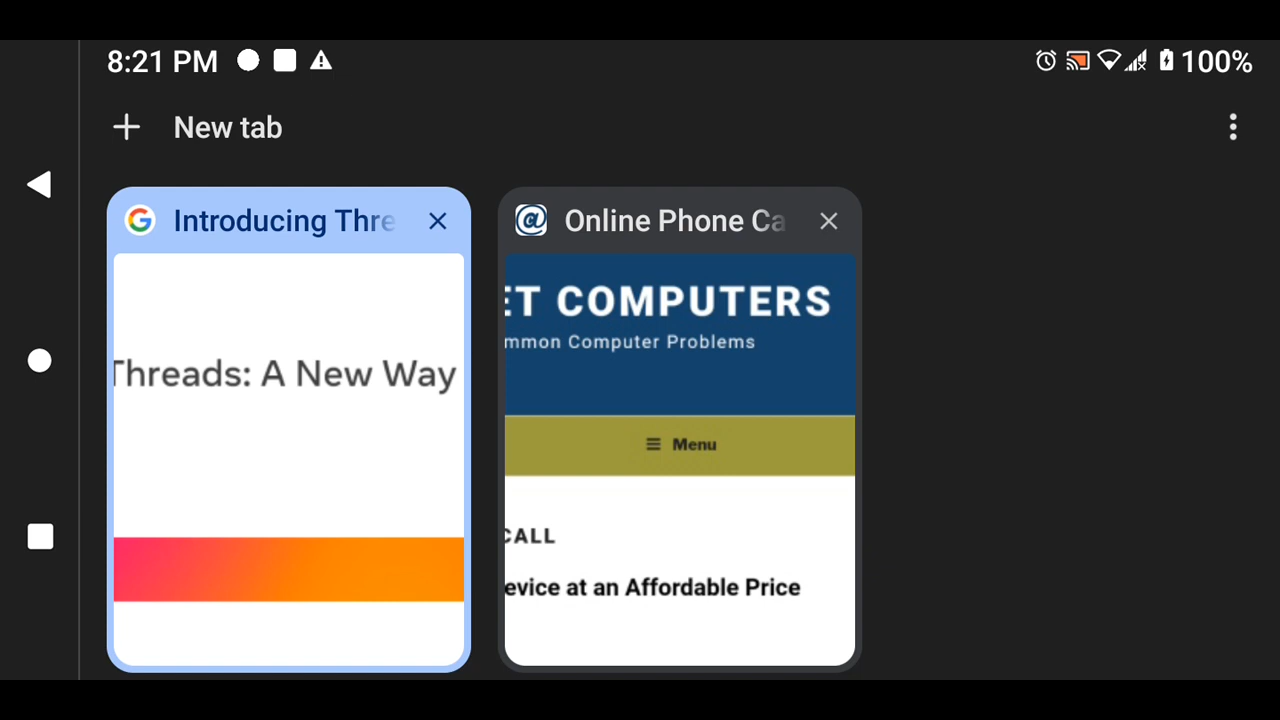 8:21 PM
100%
New tab
Introducing Thre
Threads: A New Way
Online Phone Ca
ET COMPUTERS
mmon Computer Problems
Menu
CALL
evice at an Affordable Price